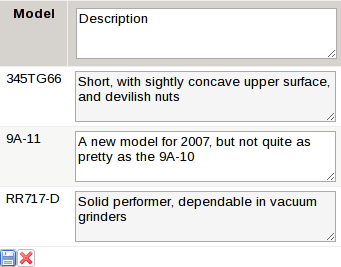 Model
Description
345TG66
Short, with sightly concave upper surface,
and devilish nuts
9A-11
A new model for 2007, but not quite as
pretty as the 9A-10
RR717-D
Solid performer, dependable in vacuum
grinders